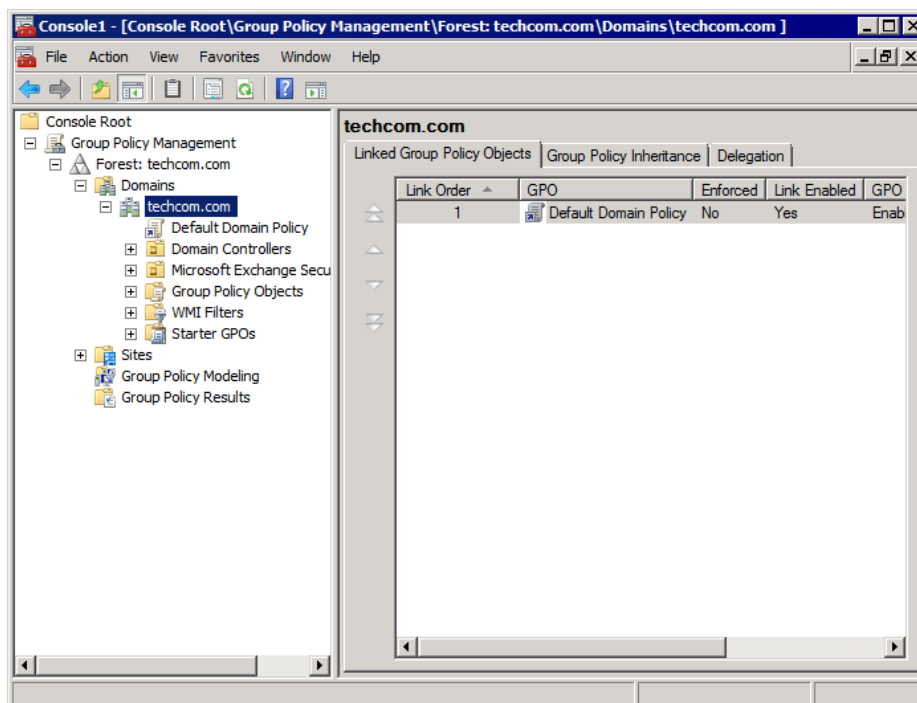 Console1 - [Console Root\Group Policy Management\Forest: techcom.com\Domains\techcom.com ]
File Action View Favorites Window Help
Console Root
Group Policy Management
Forest: techcom.com
Domains
techcom.com
Default Domain Policy
Domain Controllers
Microsoft Exchange Secu
Group Policy Objects
WMI Filters
Starter GPOs
Sites
Group Policy Modeling
Group Policy Results
techcom.com
Linked Group Policy Objects Group Policy Inheritance Delegation
Link Order GPO Enforced Link Enabled GPO
1 Default Domain Policy No Yes Enab